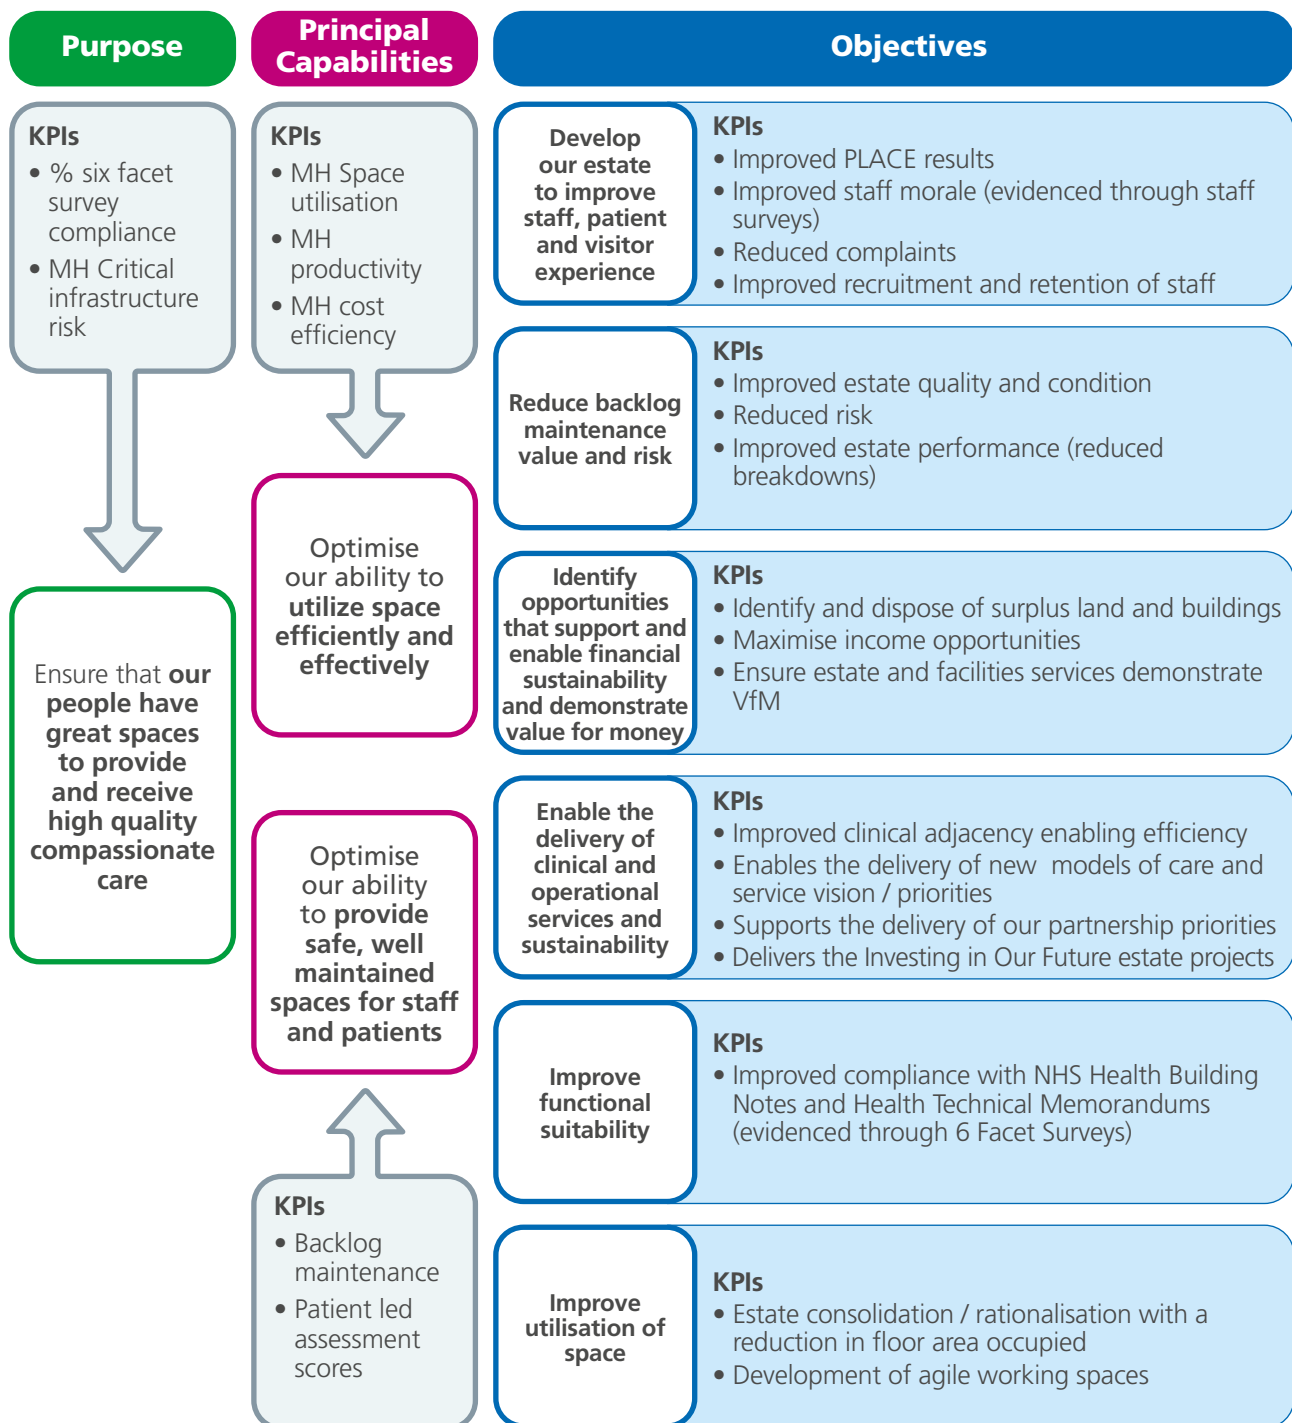 Purpose
Principal
Capabilities
Objectives
KPIs
• % six facet
survey
compliance
• MH Critical
infrastructure
risk
Ensure that our
people have
great spaces
to provide
and receive
high quality
compassionate
care
KPIs
• MH Space
utilisation
• MH
productivity
• MH cost
efficiency
Optimise
our ability to
utilize space
efficiently and
effectively
Optimise
our ability
to provide
safe, well
maintained
spaces for staff
and patients
KPIs
• Backlog
maintenance
• Patient led
assessment
scores
Develop
our estate
to improve
staff, patient
and visitor
experience
KPIs
• Improved PLACE results
• Improved staff morale (evidenced through staff
surveys)
• Reduced complaints
• Improved recruitment and retention of staff
Reduce backlog
maintenance
value and risk
KPIs
• Improved estate quality and condition
• Reduced risk
• Improved estate performance (reduced
breakdowns)
Identify
opportunities
that support and
enable financial
sustainability
and demonstrate
value for money
KPIs
• Identify and dispose of surplus land and buildings
• Maximise income opportunities
• Ensure estate and facilities services demonstrate
VfM
Enable the
delivery of
clinical and
operational
services and
sustainability
KPIs
• Improved clinical adjacency enabling efficiency
• Enables the delivery of new  models of care and
service vision / priorities
• Supports the delivery of our partnership priorities
• Delivers the Investing in Our Future estate projects
Improve
functional
suitability
KPIs
• Improved compliance with NHS Health Building
Notes and Health Technical Memorandums
(evidenced through 6 Facet Surveys)
Improve
utilisation of
space
KPIs
• Estate consolidation / rationalisation with a
reduction in floor area occupied
• Development of agile working spaces